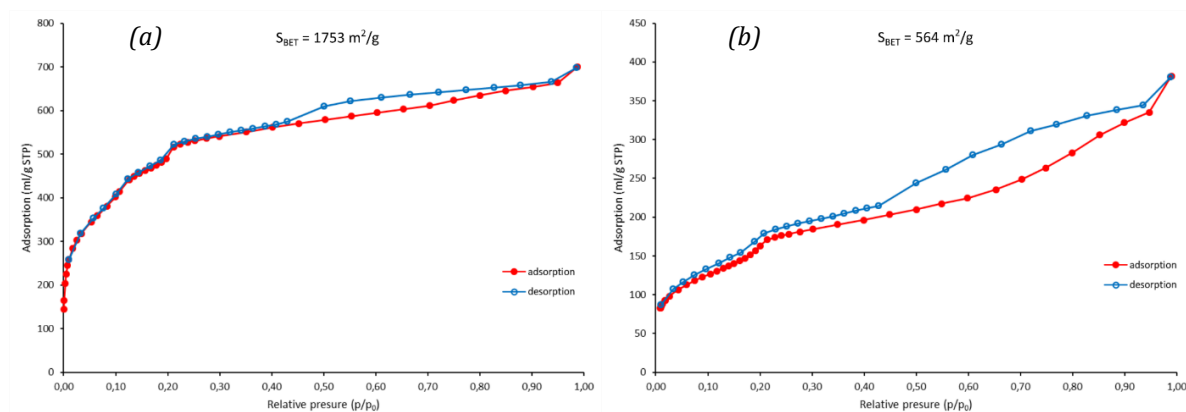 (a)
S_BET = 1753 m²/g
Adsorption (ml/g STP)
800
700
600
500
400
300
200
100
0
adsorption
desorption
0,00 0,10 0,20 0,30 0,40 0,50 0,60 0,70 0,80 0,90 1,00
Relative presure (p/p₀)
(b)
S_BET = 564 m²/g
Adsorption (ml/g STP)
450
400
350
300
250
200
150
100
50
0
adsorption
desorption
0,00 0,10 0,20 0,30 0,40 0,50 0,60 0,70 0,80 0,90 1,00
Relative presure (p/p₀)